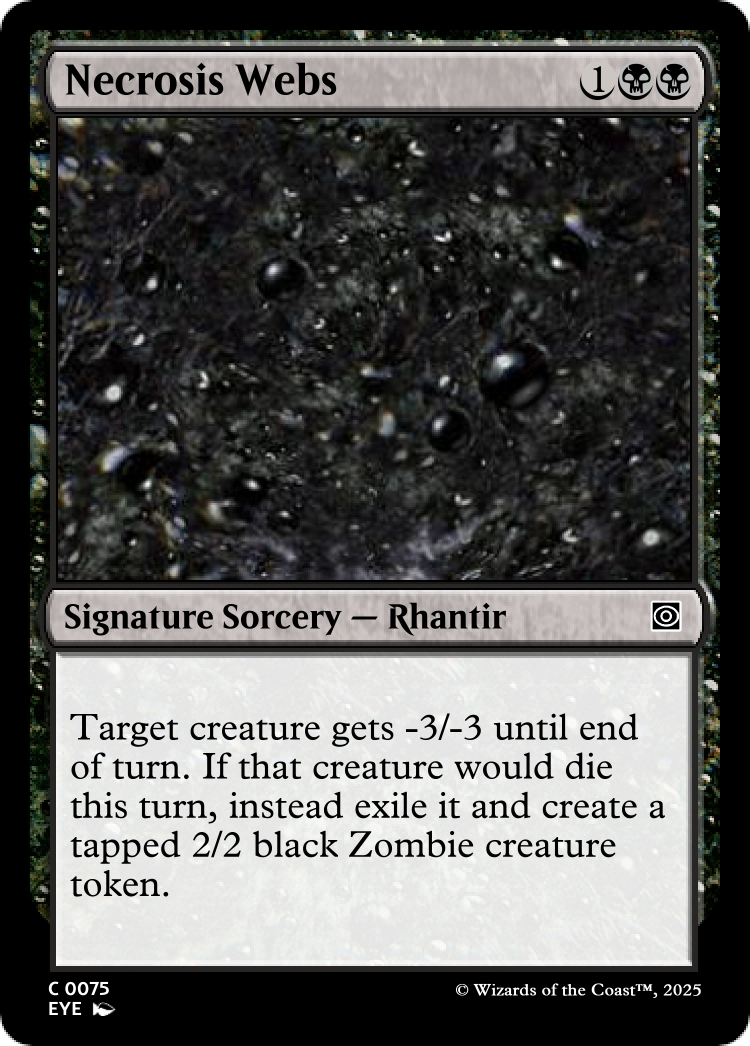 Necrosis Webs 1
Signature Sorcery — Rhantir
Target creature gets -3/-3 until end
of turn. If that creature would die
this turn, instead exile it and create a
tapped 2/2 black Zombie creature
token.
C 0075
EYE
© Wizards of the Coast™, 2025